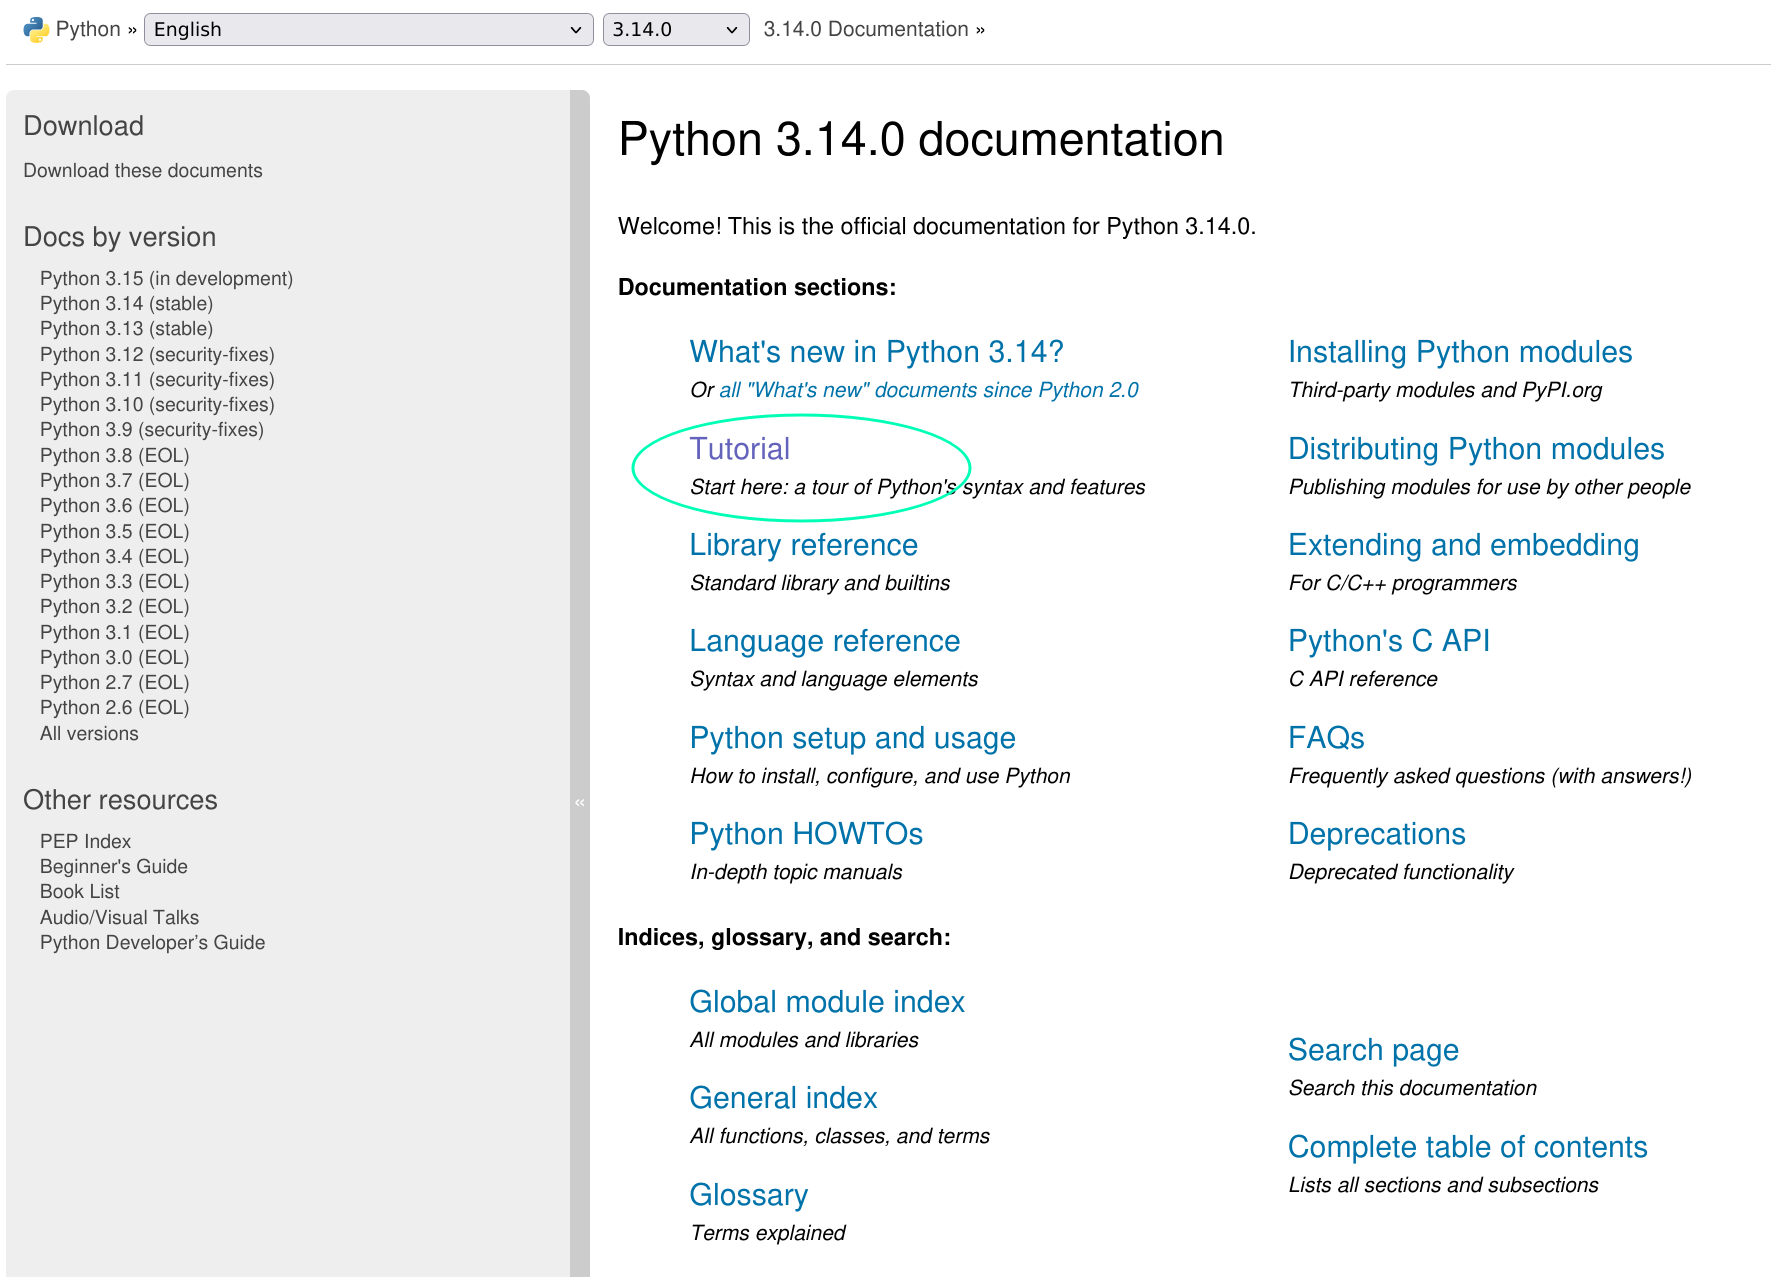 Python » English 3.14.0 3.14.0 Documentation »
Download
Download these documents
Docs by version
Python 3.15 (in development)
Python 3.14 (stable)
Python 3.13 (stable)
Python 3.12 (security-fixes)
Python 3.11 (security-fixes)
Python 3.10 (security-fixes)
Python 3.9 (security-fixes)
Python 3.8 (EOL)
Python 3.7 (EOL)
Python 3.6 (EOL)
Python 3.5 (EOL)
Python 3.4 (EOL)
Python 3.3 (EOL)
Python 3.2 (EOL)
Python 3.1 (EOL)
Python 3.0 (EOL)
Python 2.7 (EOL)
Python 2.6 (EOL)
All versions
Other resources
PEP Index
Beginner's Guide
Book List
Audio/Visual Talks
Python Developer’s Guide
«
Python 3.14.0 documentation
Welcome! This is the official documentation for Python 3.14.0.
Documentation sections:
What's new in Python 3.14?
Or all "What's new" documents since Python 2.0
Tutorial
Start here: a tour of Python's syntax and features
Library reference
Standard library and builtins
Language reference
Syntax and language elements
Python setup and usage
How to install, configure, and use Python
Python HOWTOs
In-depth topic manuals
Installing Python modules
Third-party modules and PyPI.org
Distributing Python modules
Publishing modules for use by other people
Extending and embedding
For C/C++ programmers
Python's C API
C API reference
FAQs
Frequently asked questions (with answers!)
Deprecations
Deprecated functionality
Indices, glossary, and search:
Global module index
All modules and libraries
General index
All functions, classes, and terms
Glossary
Terms explained
Search page
Search this documentation
Complete table of contents
Lists all sections and subsections